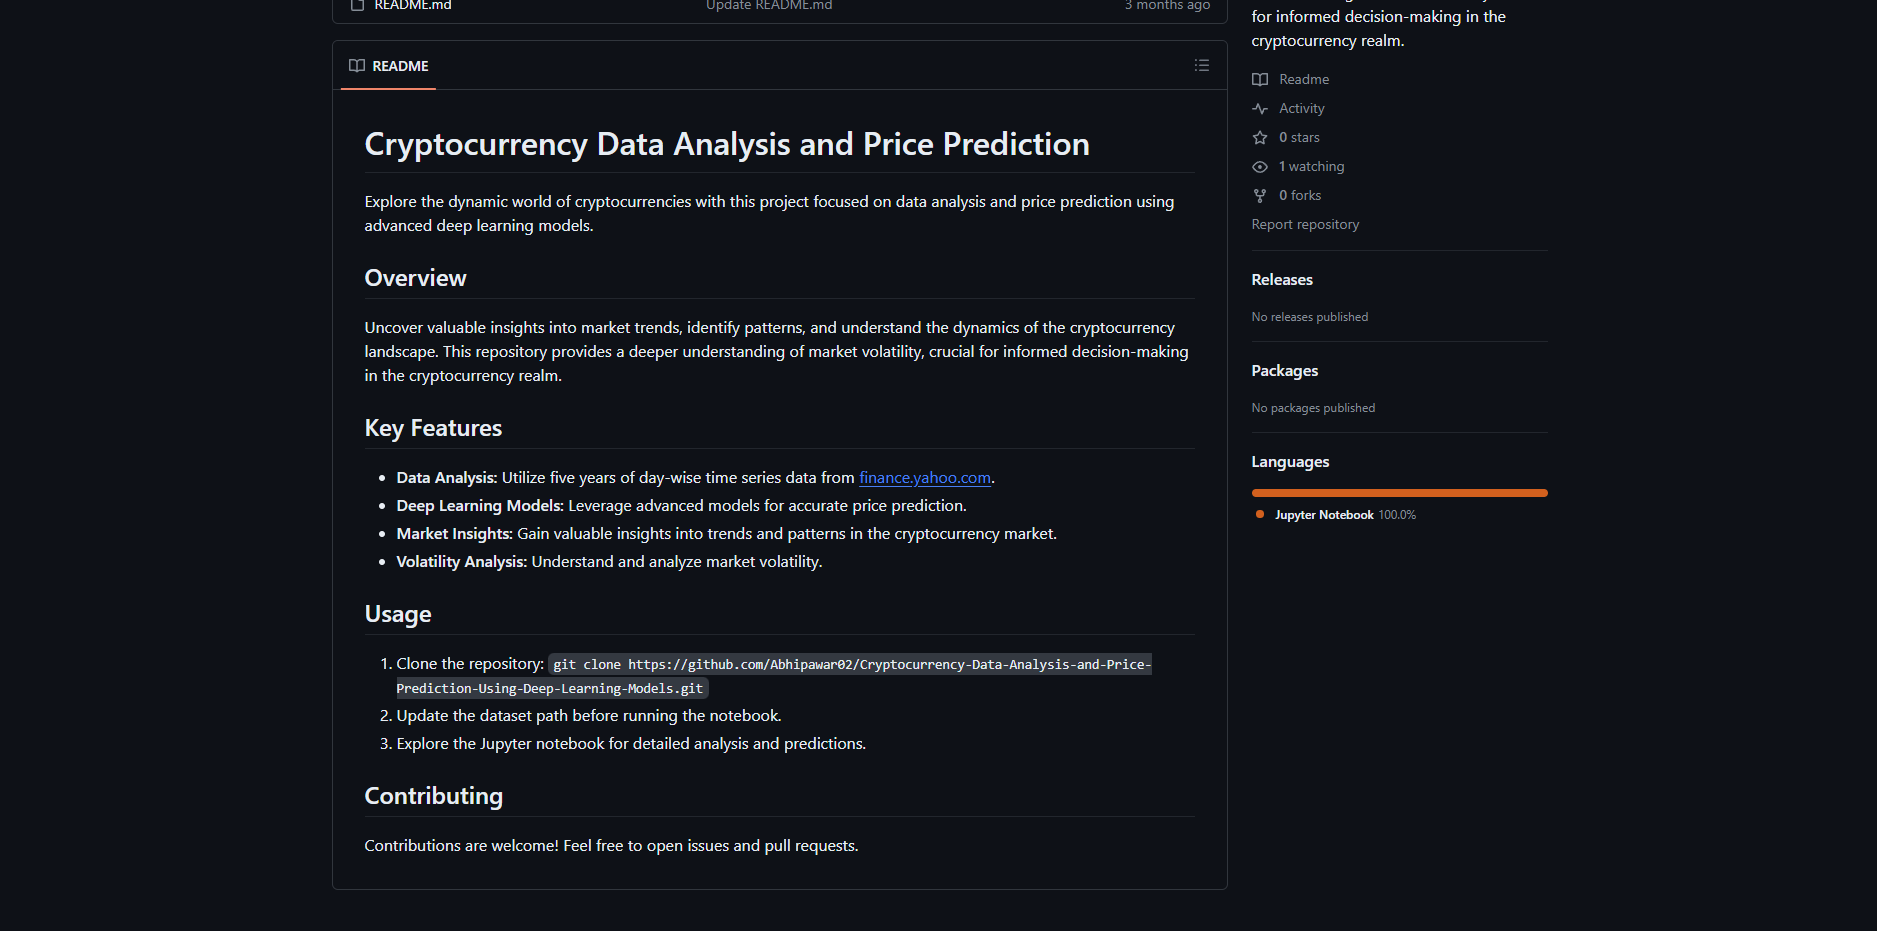 README.md Update README.md 3 months ago
README
Cryptocurrency Data Analysis and Price Prediction
Explore the dynamic world of cryptocurrencies with this project focused on data analysis and price prediction using
advanced deep learning models.
Overview
Uncover valuable insights into market trends, identify patterns, and understand the dynamics of the cryptocurrency
landscape. This repository provides a deeper understanding of market volatility, crucial for informed decision-making
in the cryptocurrency realm.
Key Features
• Data Analysis: Utilize five years of day-wise time series data from finance.yahoo.com.
• Deep Learning Models: Leverage advanced models for accurate price prediction.
• Market Insights: Gain valuable insights into trends and patterns in the cryptocurrency market.
• Volatility Analysis: Understand and analyze market volatility.
Usage
1. Clone the repository: git clone https://github.com/Abhipawar02/Cryptocurrency-Data-Analysis-and-Price-
Prediction-Using-Deep-Learning-Models.git
2. Update the dataset path before running the notebook.
3. Explore the Jupyter notebook for detailed analysis and predictions.
Contributing
Contributions are welcome! Feel free to open issues and pull requests.
for informed decision-making in the
cryptocurrency realm.
Readme
Activity
0 stars
1 watching
0 forks
Report repository
Releases
No releases published
Packages
No packages published
Languages
Jupyter Notebook 100.0%